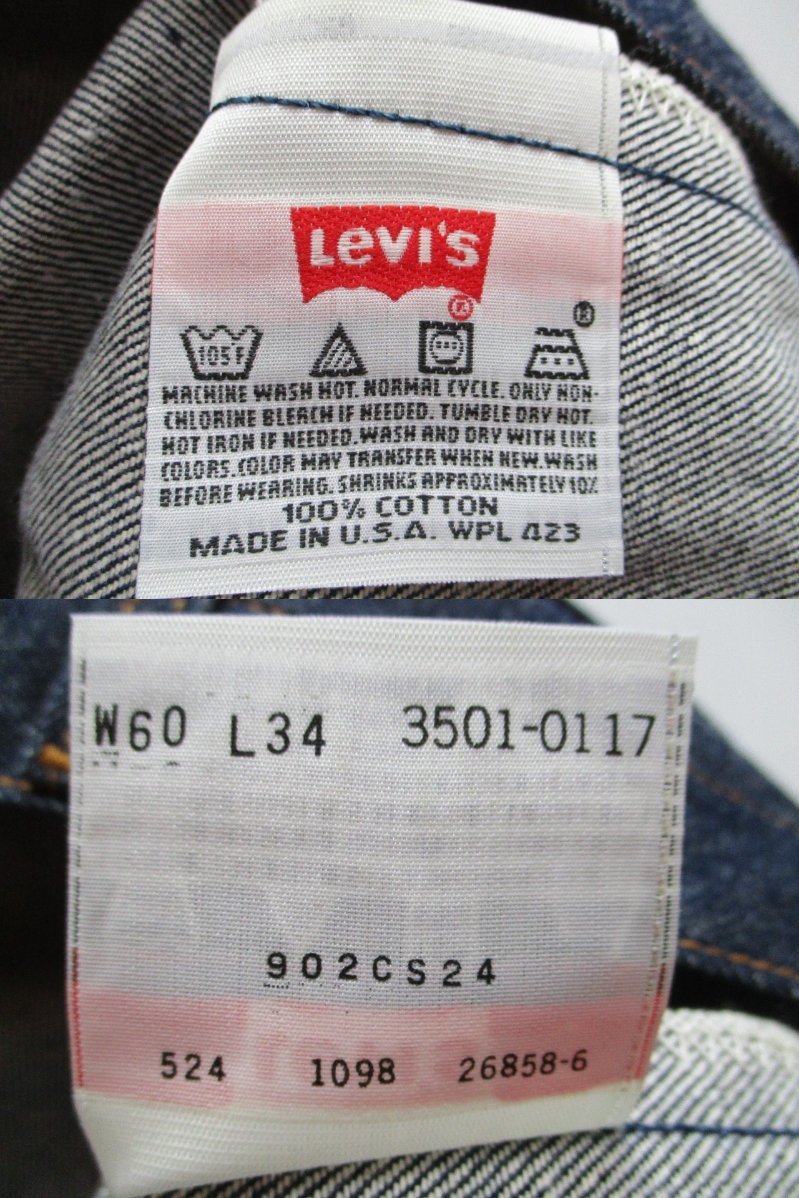 Levi's
®
®
105F
MACHINE WASH HOT. NORMAL CYCLE. ONLY NON-
CHLORINE BLEACH IF NEEDED. TUMBLE DRY HOT.
HOT IRON IF NEEDED. WASH AND DRY WITH LIKE
COLORS. COLOR MAY TRANSFER WHEN NEW. WASH
BEFORE WEARING. SHRINKS APPROXIMATELY 10%
100% COTTON
MADE IN U.S.A. WPL 423
W60 L34 3501-0117
902CS24
524 1098 26858-6